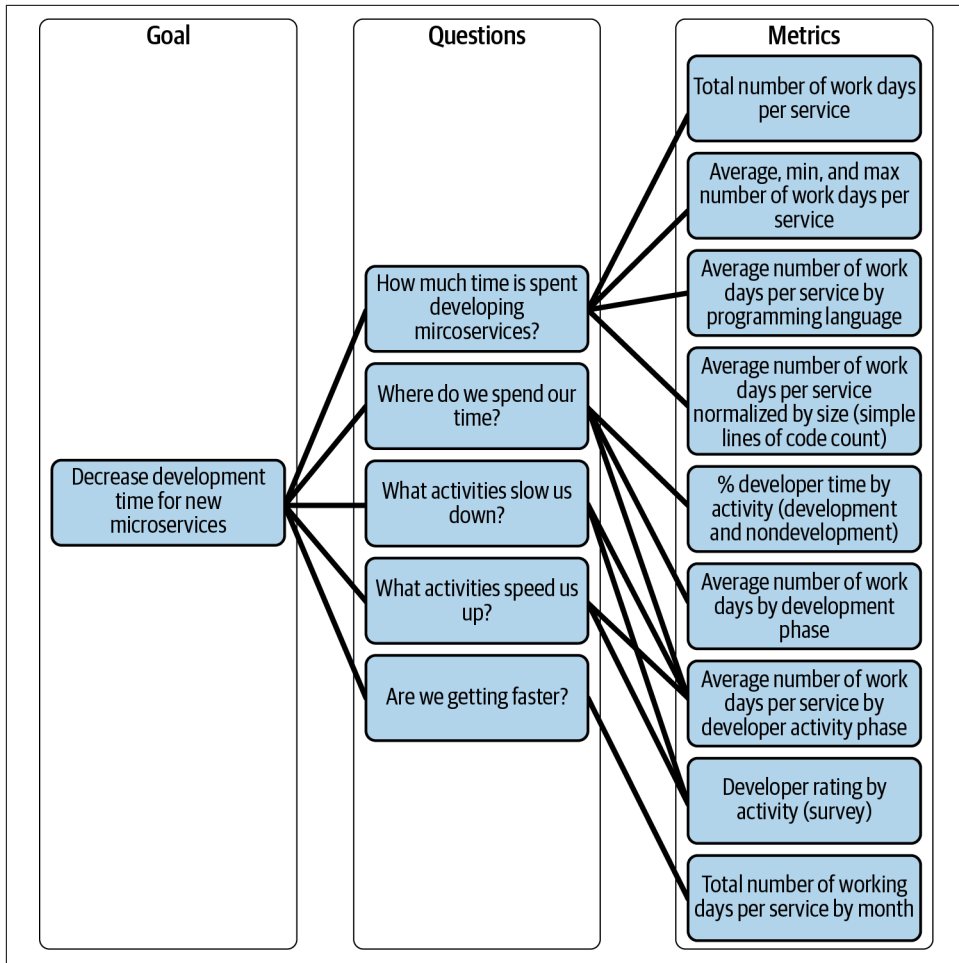 Goal
Decrease development
time for new
microservices
Questions
How much time is spent
developing
mircoservices?
Where do we spend our
time?
What activities slow us
down?
What activities speed us
up?
Are we getting faster?
Metrics
Total number of work days
per service
Average, min, and max
number of work days per
service
Average number of work
days per service by
programming language
Average number of work
days per service
normalized by size (simple
lines of code count)
% developer time by
activity (development
and nondevelopment)
Average number of work
days by development
phase
Average number of work
days per service by
developer activity phase
Developer rating by
activity (survey)
Total number of working
days per service by month